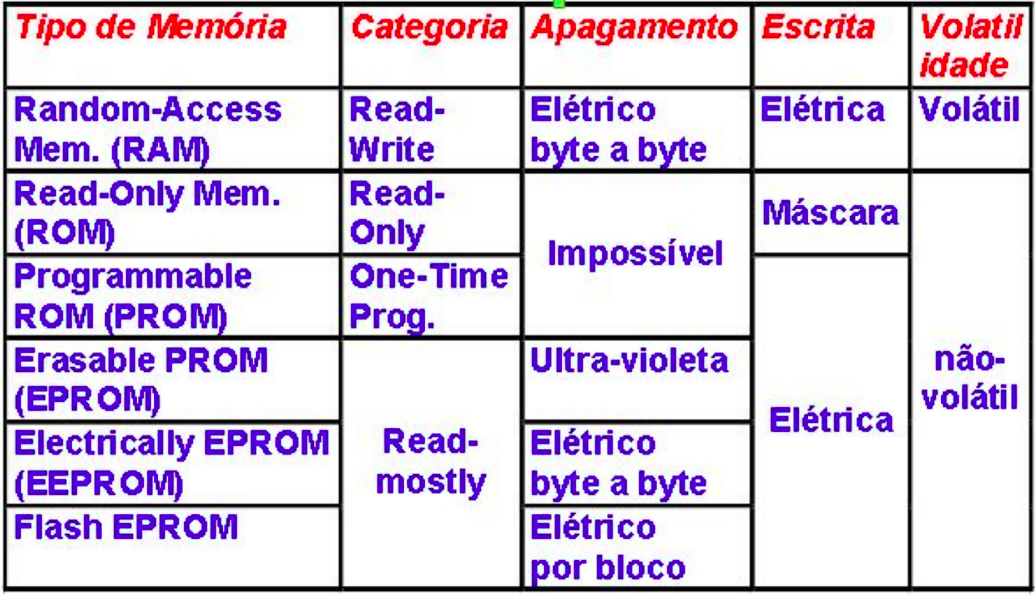 Tipo de Memória
Categoria
Apagamento
Escrita
Volatil
idade
Random-Access
Mem. (RAM)
Read-
Write
Elétrico
byte a byte
Elétrica
Volátil
Read-Only Mem.
(ROM)
Read-
Only
Impossível
Máscara
não-
volátil
Programmable
ROM (PROM)
One-Time
Prog.
Elétrica
Erasable PROM
(EPROM)
Read-
mostly
Ultra-violeta
Electrically EPROM
(EEPROM)
Elétrico
byte a byte
Flash EPROM
Elétrico
por bloco